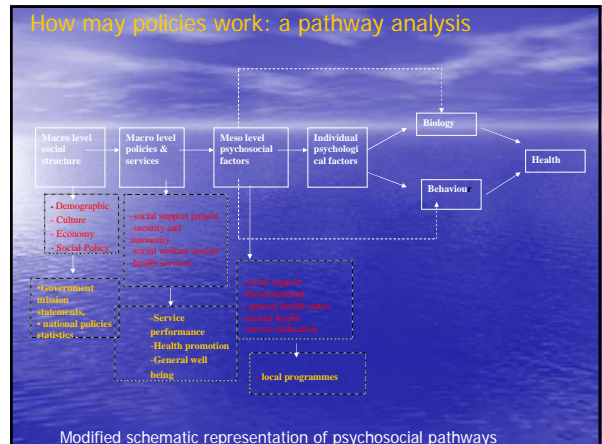 How may policies work: a pathway analysis
Macro level
social
structure
Macro level
policies &
services
Meso level
psychosocial
factors
Individual
psychologi
cal factors
Biology
Behaviour
Health
- Demographic
- Culture
- Economy
- Social Policy
-social support pattern
-security and
autonomy
-social welfare
-health services
-social support
- general health status
-mental health
-service utilization
•Government
mission
statements,
• national policies
statistics
-Service
performance
-Health promotion
-General well
being
local programmes
Modified schematic representation of psychosocial pathways